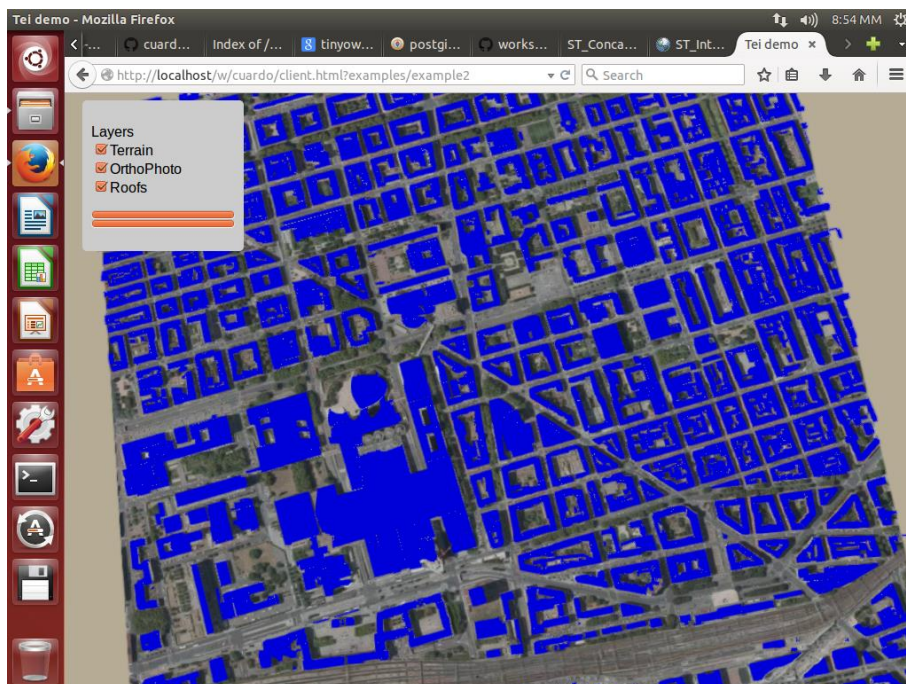 Tei demo - Mozilla Firefox
8:54 MM
-...
cuard...
Index of /...
tinyow...
postgi...
works...
ST_Conca...
ST_Int...
Tei demo
http://localhost/w/cuardo/client.html?examples/example2
Search
Layers
Terrain
OrthoPhoto
Roofs